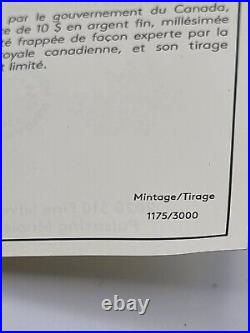 par le gouvernement du Canada,
de 10 $ en argent fin, millésimée
té frappée de façon experte par la
oyale canadienne, et son tirage
t limité.
Mintage/Tirage
1175/3000